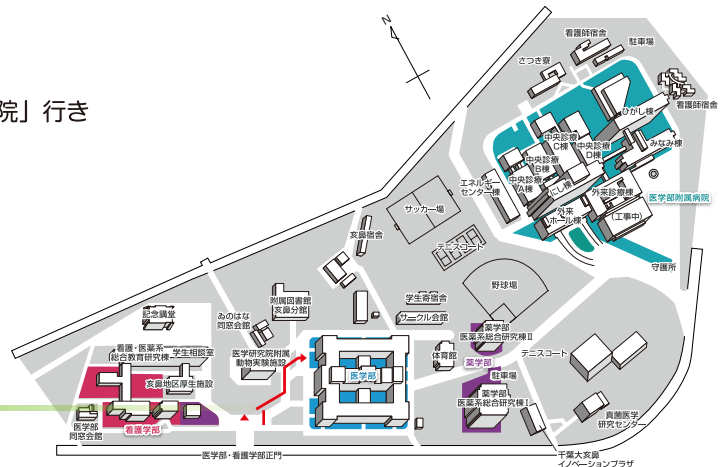 院」行き
N
看護師宿舎
駐車場
さつき寮
看護師宿舎
ひがし棟
中央診療
C棟
中央診療
D棟
みなみ棟
中央診療
B棟
中央診療
A棟
にし棟
エネルギー
センター棟
外来診療棟
医学部附属病院
外来
ホール棟
(工事中)
サッカー場
亥鼻宿舎
テニスコート
守護所
野球場
記念講堂
ゐのはな
同窓会館
附属図書館
亥鼻分館
学生寄宿舎
サークル会館
薬学部
医薬系総合研究棟Ⅱ
看護・医薬系
総合教育研究棟
学生相談室
医学研究院附属
動物実験施設
体育館
薬学部
テニスコート
医学部
駐車場
亥鼻地区厚生施設
薬学部
医薬系総合研究棟Ⅰ
医学部
同窓会館
看護学部
真菌医学
研究センター
医学部・看護学部正門
千葉大亥鼻
イノベーションプラザ